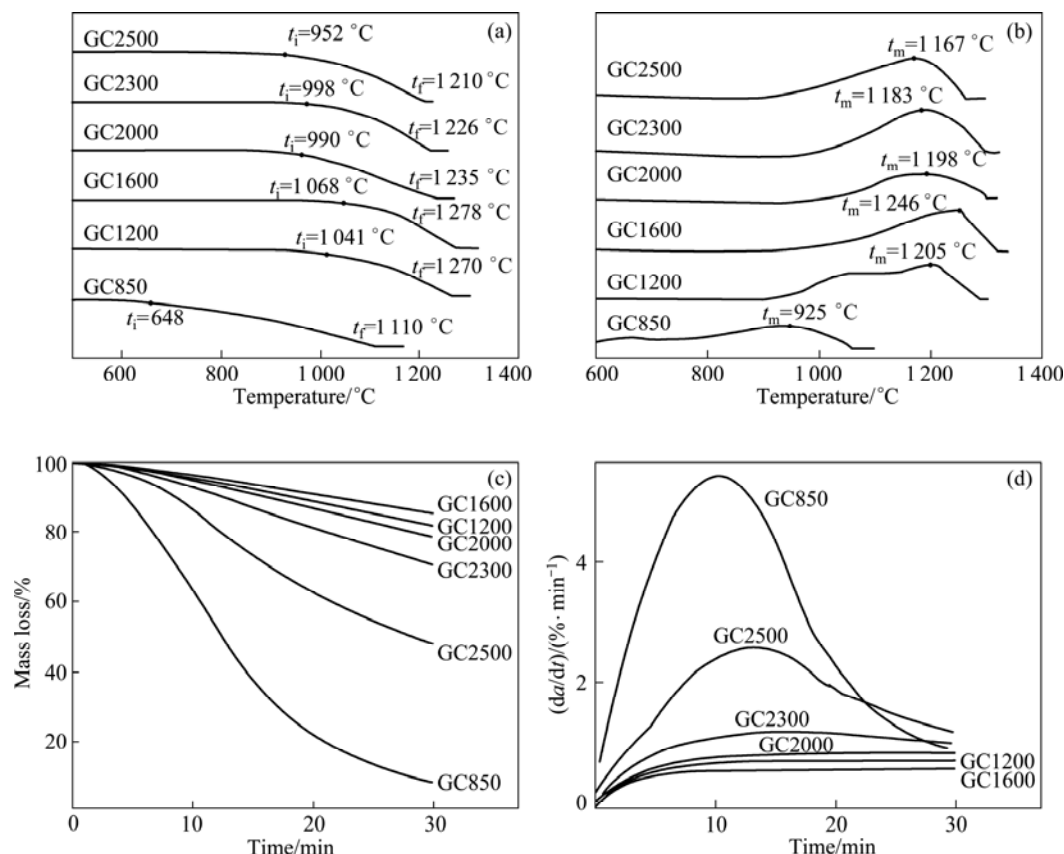 (a)
GC2500
t_i=952 °C
t_f=1 210 °C
GC2300
t_i=998 °C
t_f=1 226 °C
GC2000
t_i=990 °C
t_f=1 235 °C
GC1600
t_i=1 068 °C
t_f=1 278 °C
GC1200
t_i=1 041 °C
t_f=1 270 °C
GC850
t_i=648
t_f=1 110 °C
600 800 1 000 1 200 1 400
Temperature/°C
(b)
t_m=1 167 °C
GC2500
t_m=1 183 °C
GC2300
t_m=1 198 °C
GC2000
t_m=1 246 °C
GC1600
t_m=1 205 °C
GC1200
t_m=925 °C
GC850
600 800 1 000 1 200 1 400
Temperature/°C
(c)
Mass loss/%
100
80
60
40
20
GC1600
GC1200
GC2000
GC2300
GC2500
GC850
0 10 20 30
Time/min
(d)
(da/dt)/(%·min⁻¹)
4
2
0
GC850
GC2500
GC2300
GC2000
GC1200
GC1600
10 20 30
Time/min